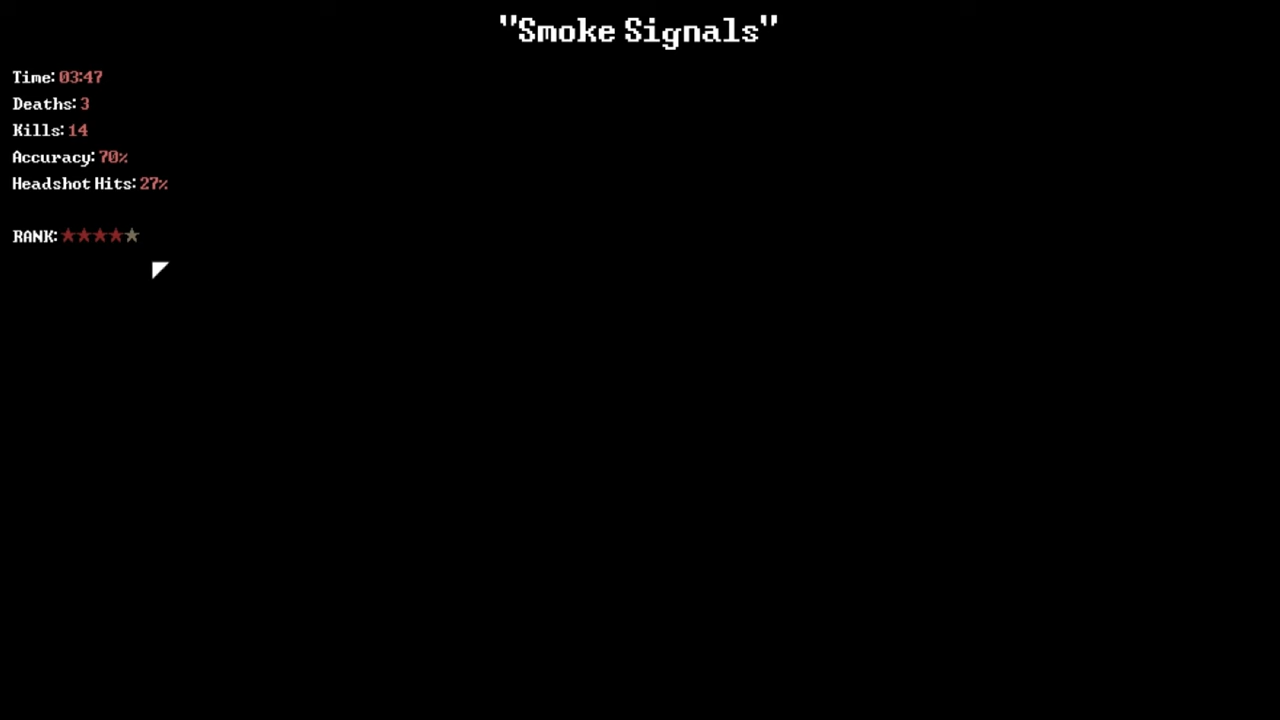 "Smoke Signals"
Time: 03:47
Deaths: 3
Kills: 14
Accuracy: 70%
Headshot Hits: 27%
RANK: ★★★★★